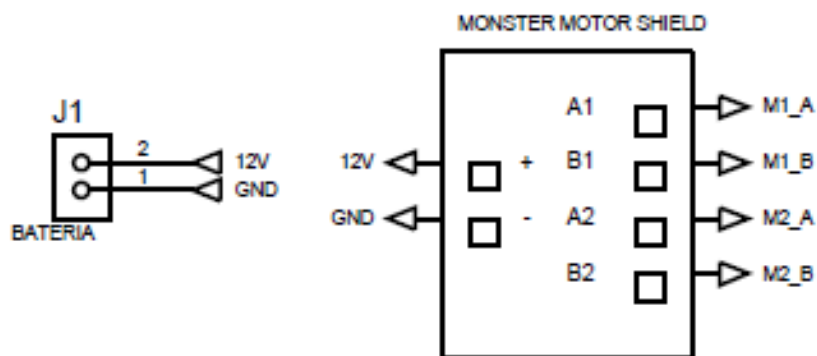 MONSTER MOTOR SHIELD
J1
2 12V
1 GND
BATERIA
12V + A1 M1_A
GND - B1 M1_B
A2 M2_A
B2 M2_B